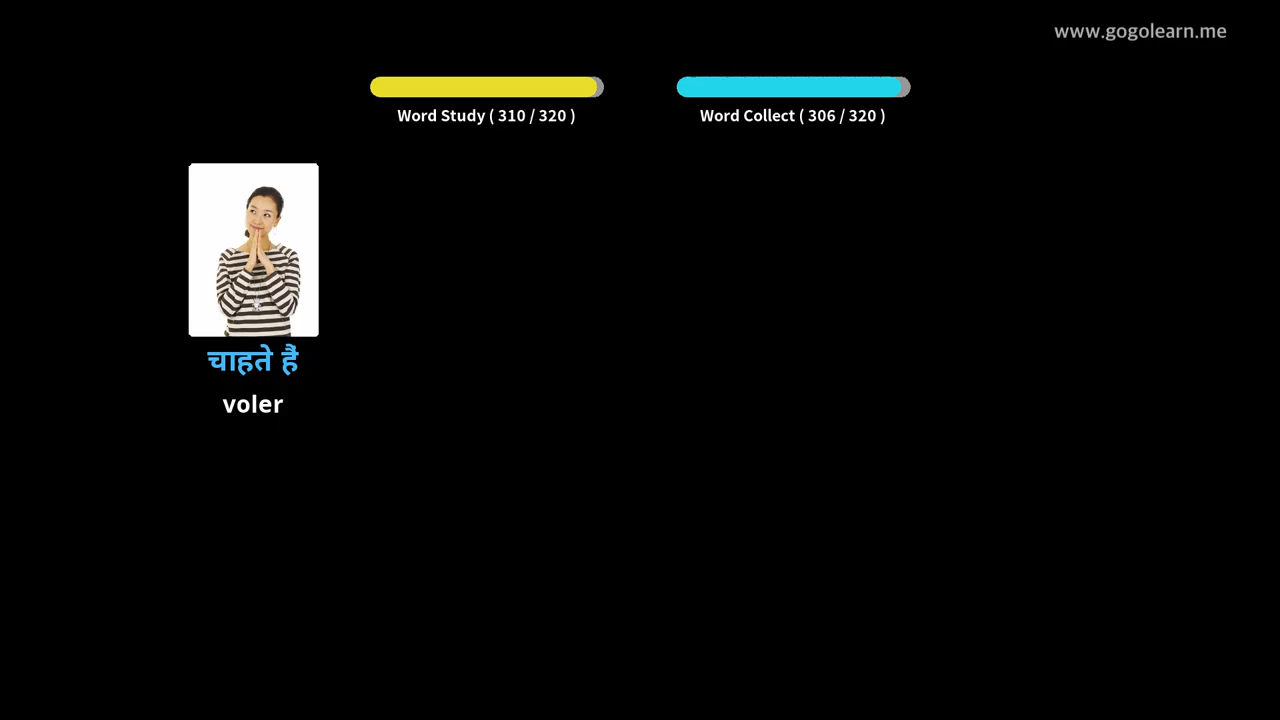 www.gogolearn.me
Word Study ( 310 / 320 )
Word Collect ( 306 / 320 )
चाहते हैं
voler